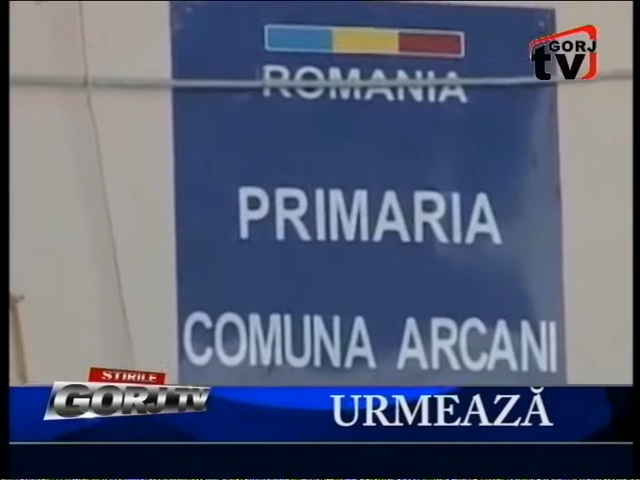 GORJ
tv
ROMANIA
PRIMARIA
COMUNA ARCANI
STIRILE
GORJ TV
URMEAZĂ